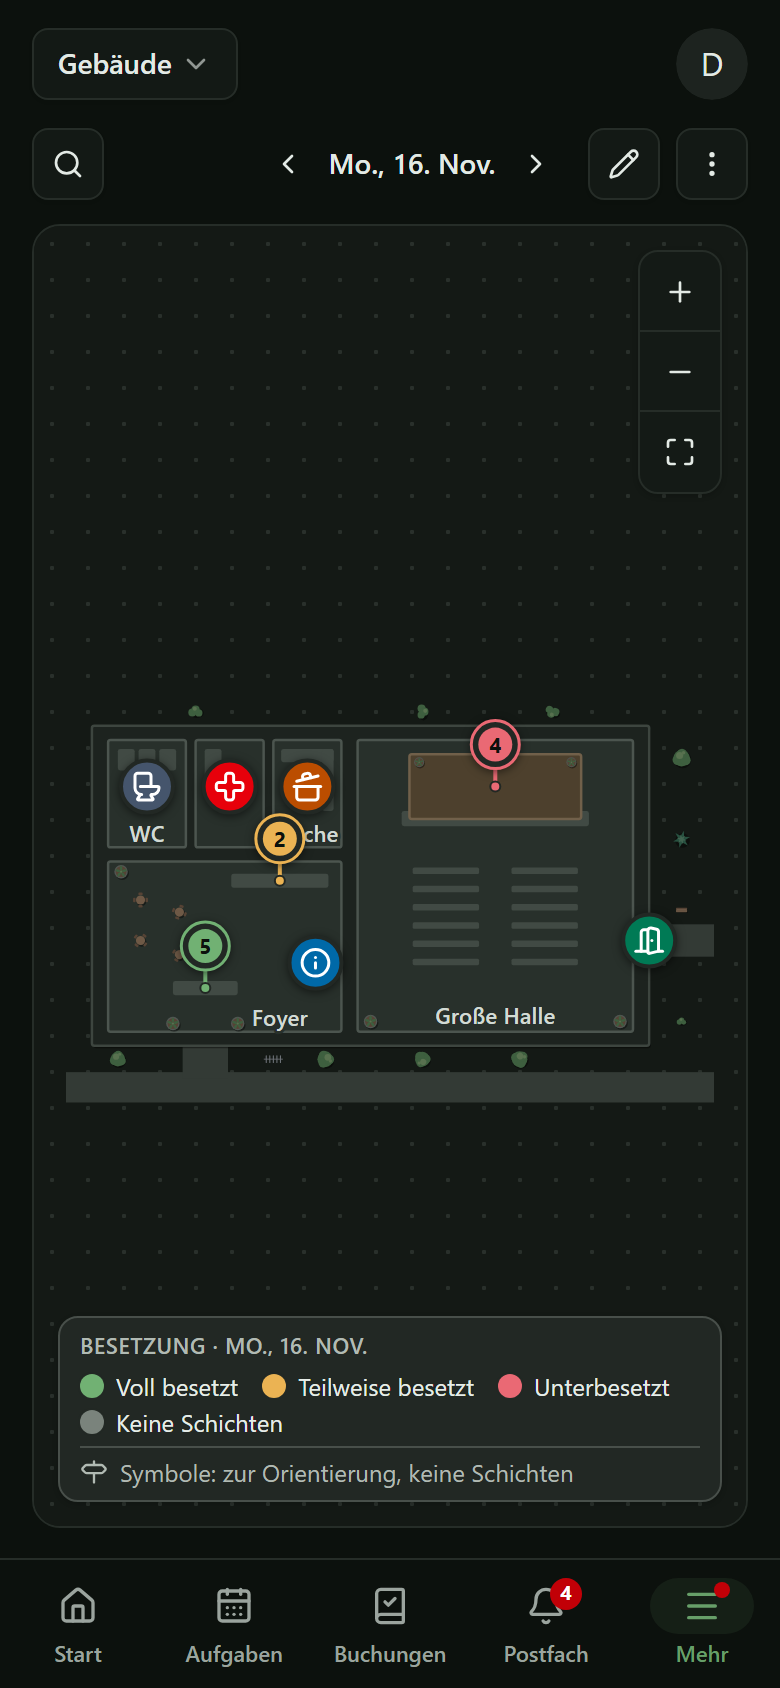 Gebäude
D
Mo., 16. Nov.
4
WC
2
che
5
Foyer
Große Halle
BESETZUNG · MO., 16. NOV.
Voll besetzt
Teilweise besetzt
Unterbesetzt
Keine Schichten
Symbole: zur Orientierung, keine Schichten
4
Start
Aufgaben
Buchungen
Postfach
Mehr